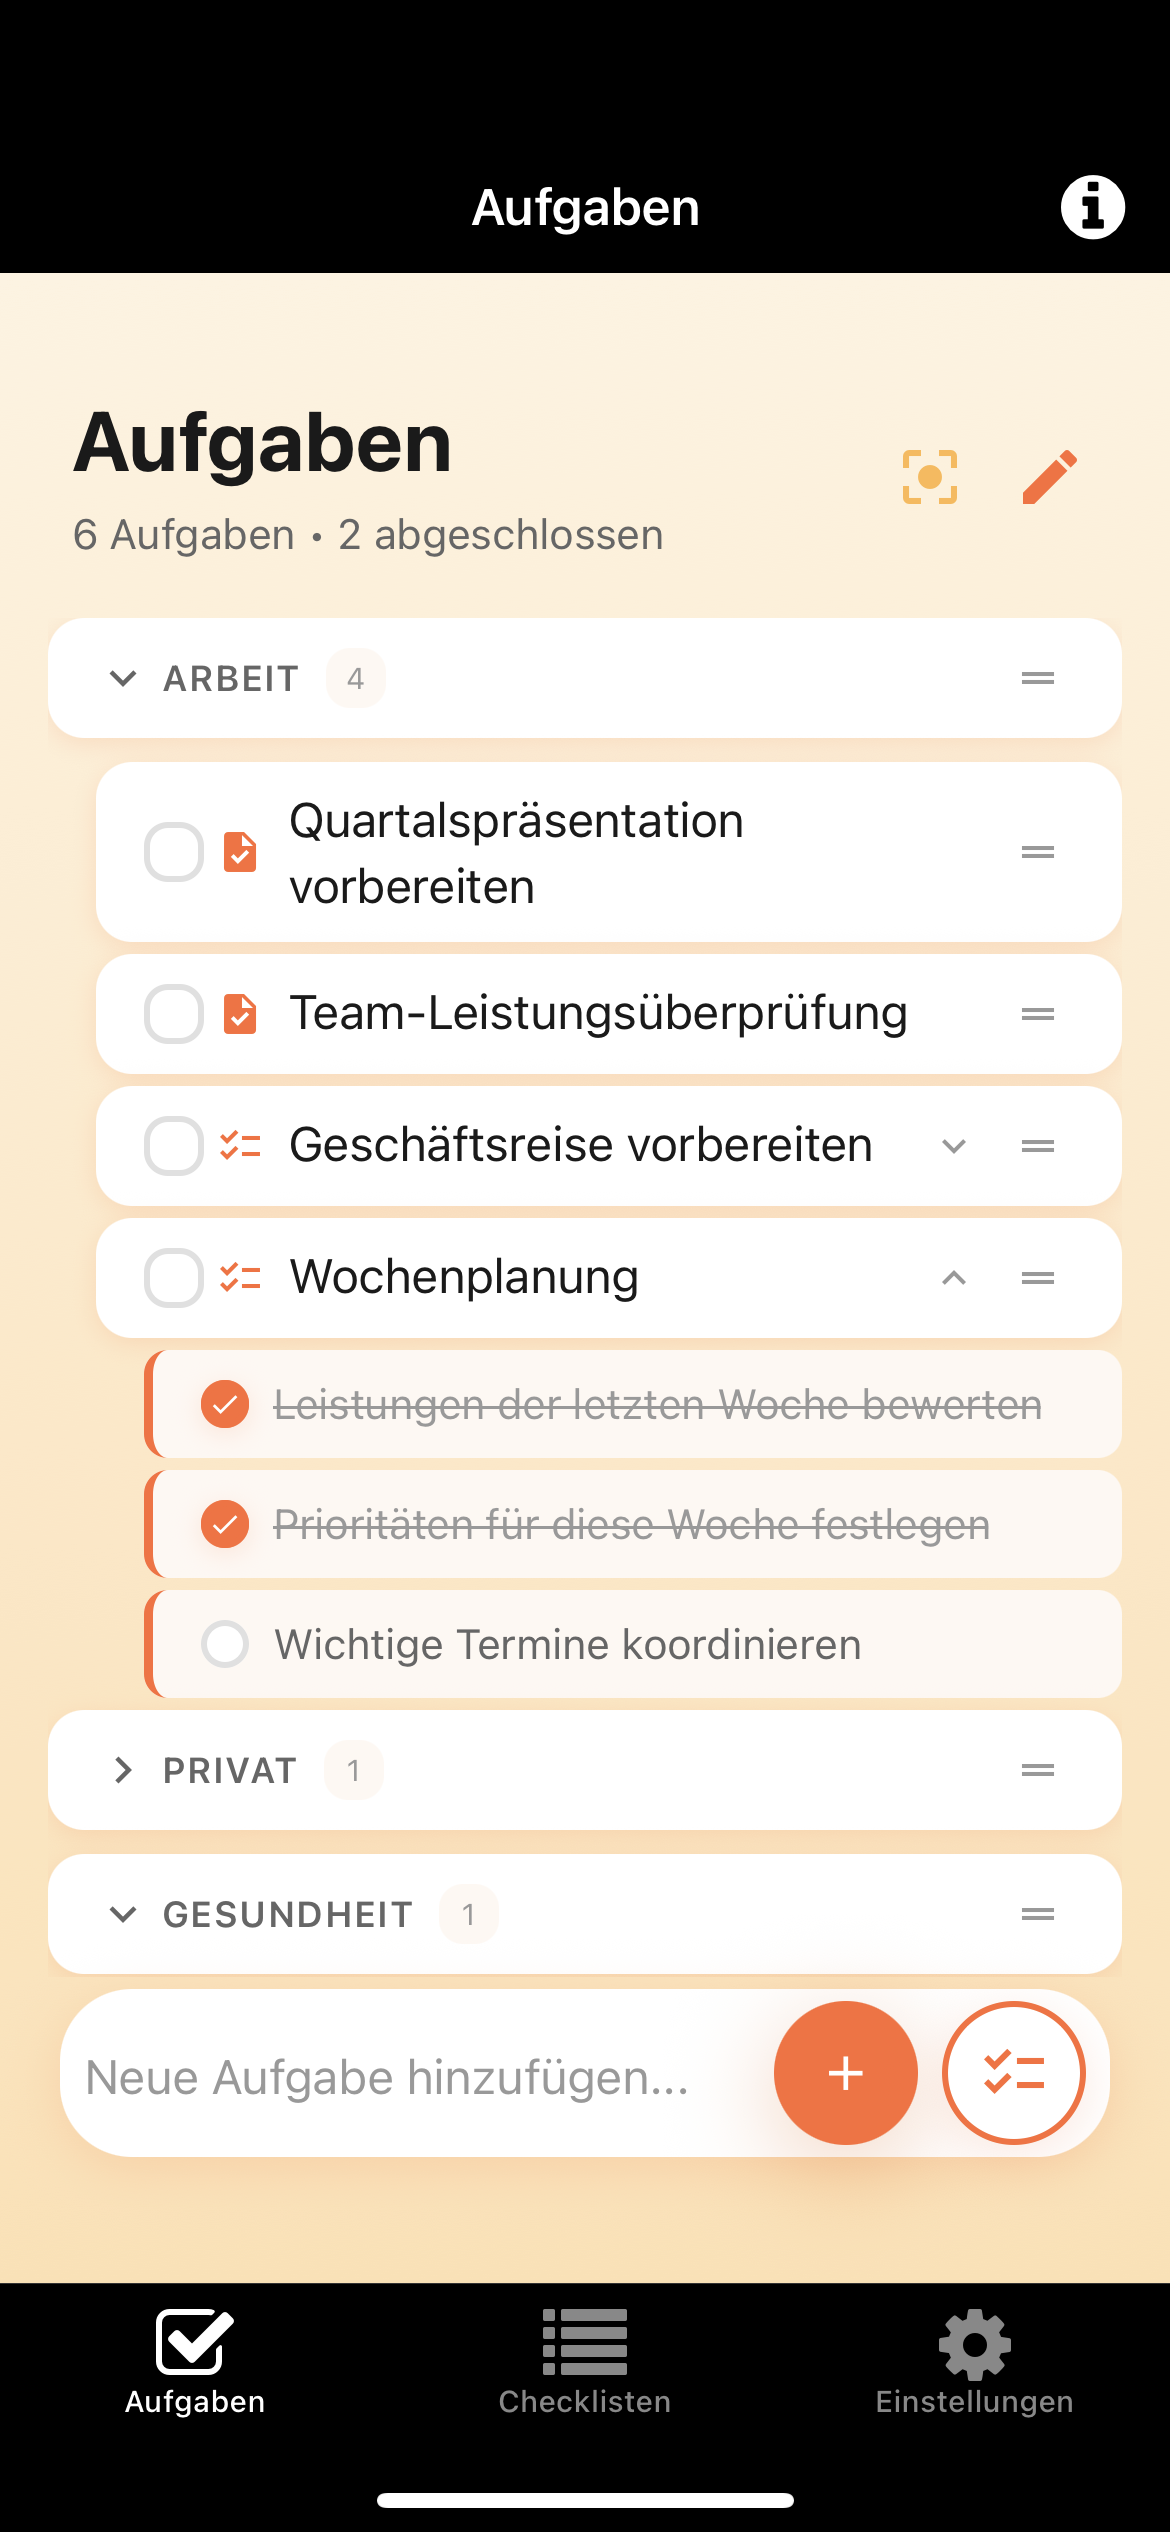 Aufgaben
Aufgaben
6 Aufgaben • 2 abgeschlossen
ARBEIT 4
Quartalspräsentation
vorbereiten
Team-Leistungsüberprüfung
Geschäftsreise vorbereiten
Wochenplanung
Leistungen der letzten Woche bewerten
Prioritäten für diese Woche festlegen
Wichtige Termine koordinieren
PRIVAT 1
GESUNDHEIT 1
Neue Aufgabe hinzufügen...
Aufgaben
Checklisten
Einstellungen